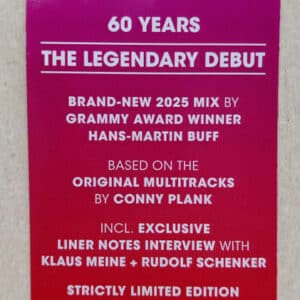 60 YEARS
THE LEGENDARY DEBUT
BRAND-NEW 2025 MIX BY
GRAMMY AWARD WINNER
HANS-MARTIN BUFF
BASED ON THE
ORIGINAL MULTITRACKS
BY CONNY PLANK
INCL. EXCLUSIVE
LINER NOTES INTERVIEW WITH
KLAUS MEINE + RUDOLF SCHENKER
STRICTLY LIMITED EDITION